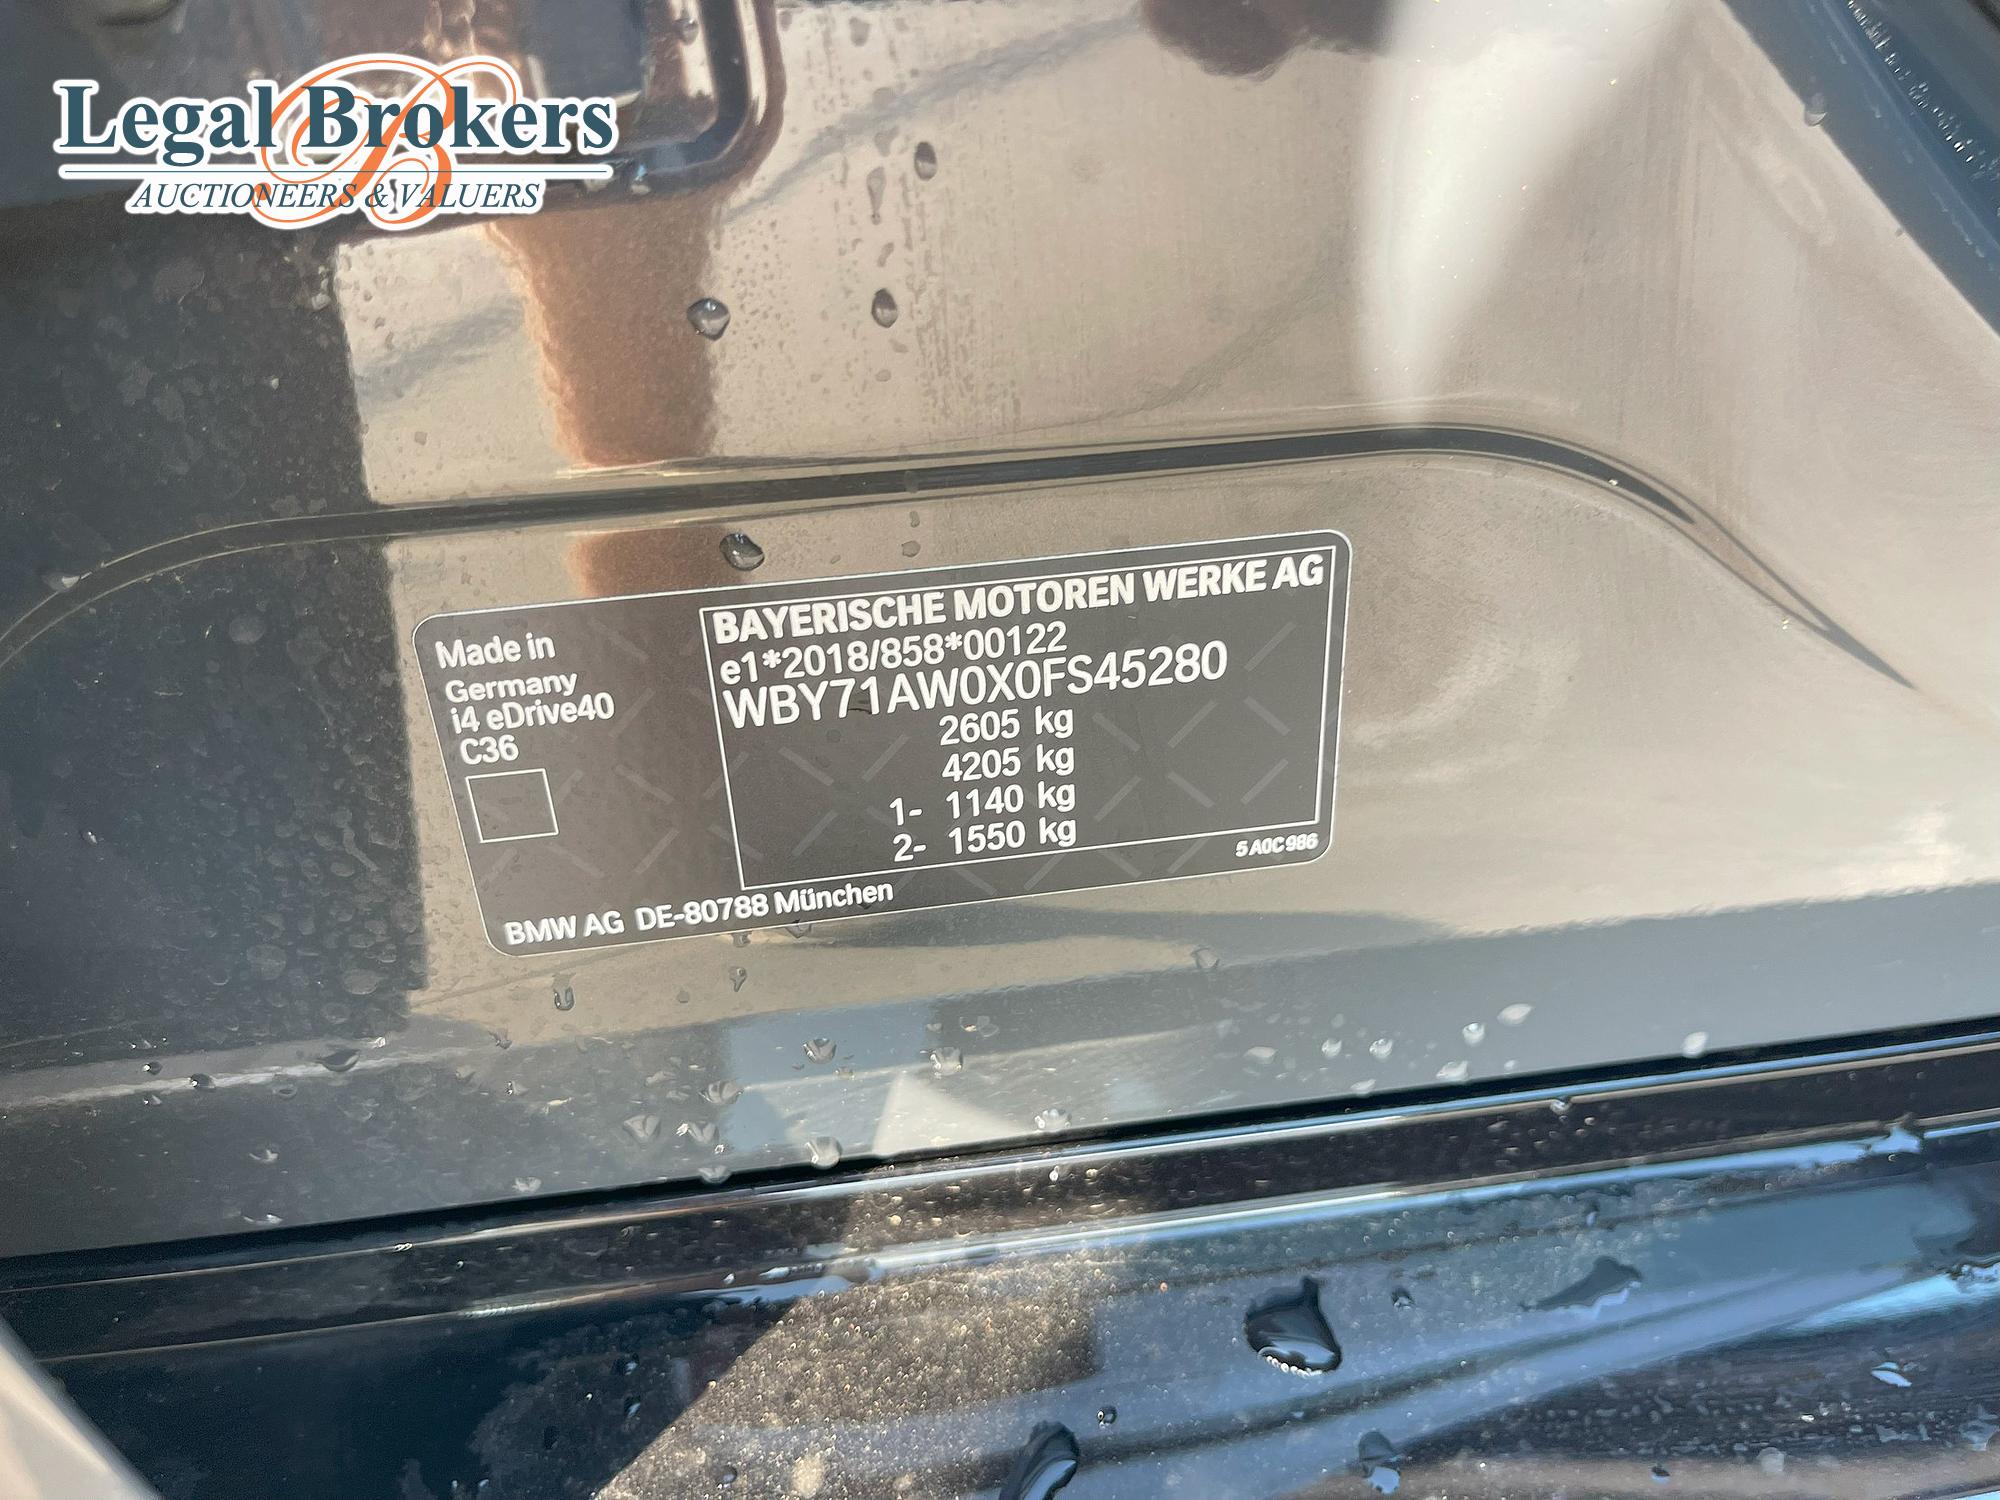 Legal Brokers
AUCTIONEERS & VALUERS
Made in
Germany
i4 eDrive40
C36
BAYERISCHE MOTOREN WERKE AG
e1*2018/858*00122
WBY71AW0X0FS45280
2605 kg
4205 kg
1- 1140 kg
2- 1550 kg
5A0C986
BMW AG DE-80788 München